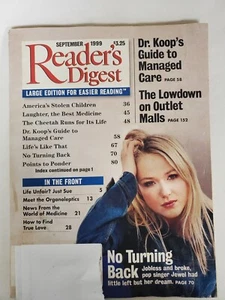 SEPTEMBER 1999 $3.25
Reader's
Digest
LARGE EDITION FOR EASIER READING™
America's Stolen Children 36
Laughter, the Best Medicine 45
The Cheetah Runs for Its Life 48
Dr. Koop's Guide to
Managed Care 58
Life's Like That 67
No Turning Back 70
Points to Ponder 80
Index continued on page 1
IN THE FRONT
Life Unfair? Just Sue 5
Meet the Organoleptics 13
News From the
World of Medicine 21
How to Find
True Love 28
Dr. Koop's
Guide to
Managed
Care PAGE 58
The Lowdown
on Outlet
Malls PAGE 152
No Turning
Back Jobless and broke,
pop singer Jewel had
little left but her dream. PAGE 70